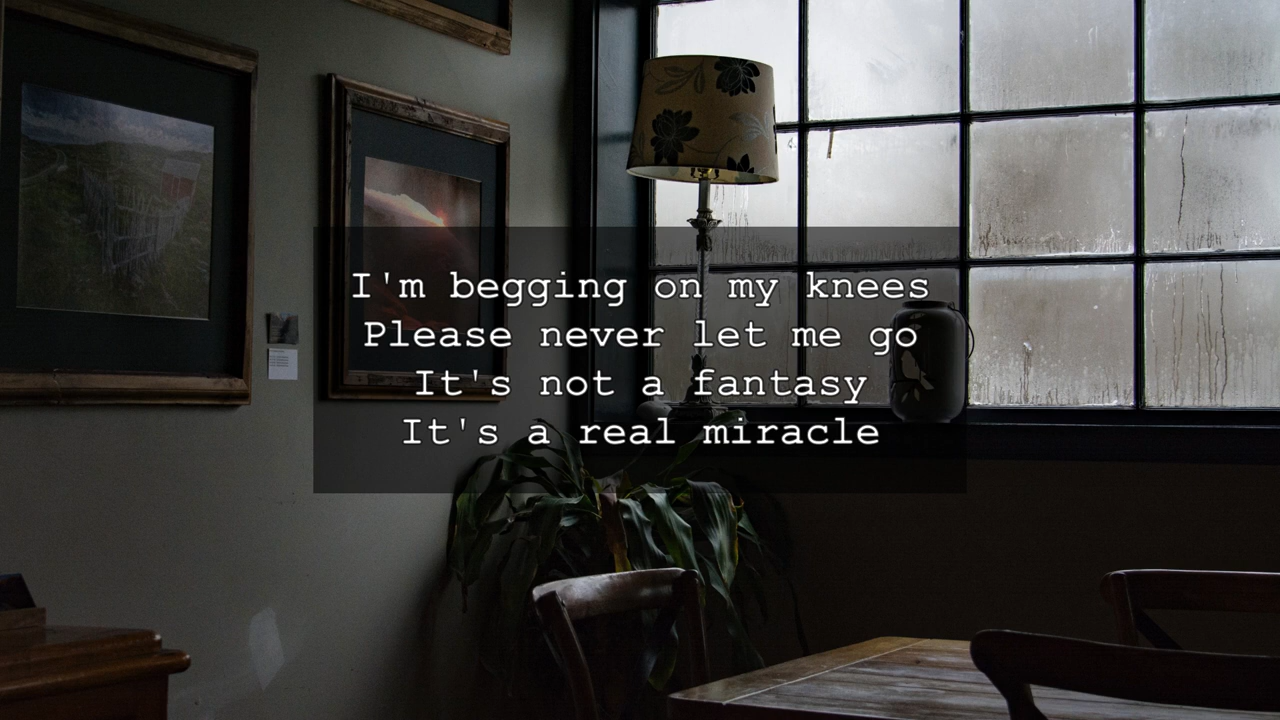 I'm begging on my knees
Please never let me go
It's not a fantasy
It's a real miracle